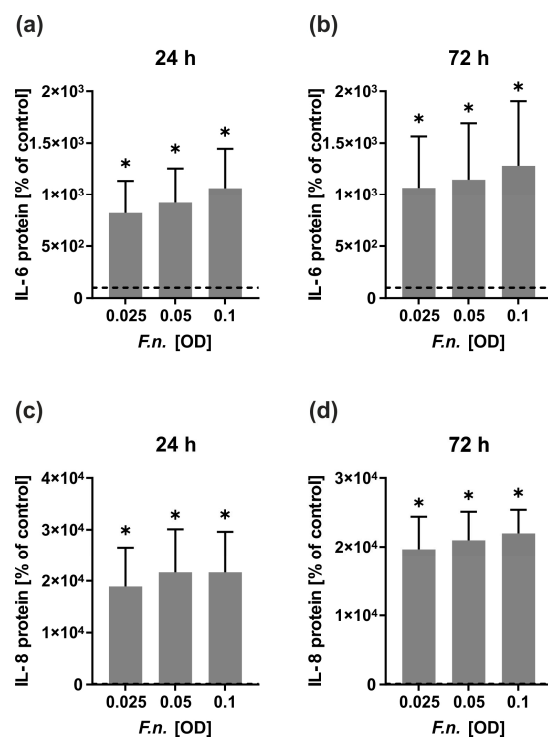 (a)
24 h
IL-6 protein [% of control]
2×10³
1.5×10³
1×10³
5×10²
0
* * *
0.025 0.05 0.1
F.n. [OD]
(b)
72 h
IL-6 protein [% of control]
2×10³
1.5×10³
1×10³
5×10²
0
* * *
0.025 0.05 0.1
F.n. [OD]
(c)
24 h
IL-8 protein [% of control]
4×10⁴
3×10⁴
2×10⁴
1×10⁴
0
* * *
0.025 0.05 0.1
F.n. [OD]
(d)
72 h
IL-8 protein [% of control]
3×10⁴
2×10⁴
1×10⁴
0
* * *
0.025 0.05 0.1
F.n. [OD]